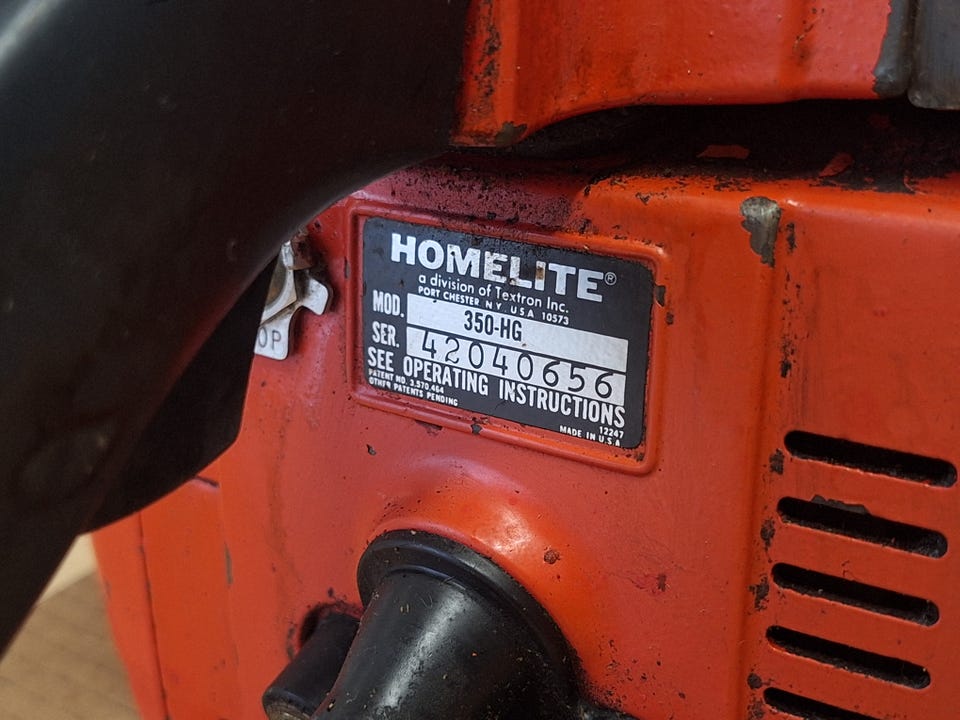 HOMELITE®
a division of Textron Inc.
PORT CHESTER N.Y. U.S.A 10573
MOD. 350-HG
SER. 42040656
SEE OPERATING INSTRUCTIONS
PATENT NO. 3,570,464
OTHER PATENTS PENDING
12247
MADE IN U.S.A
OP